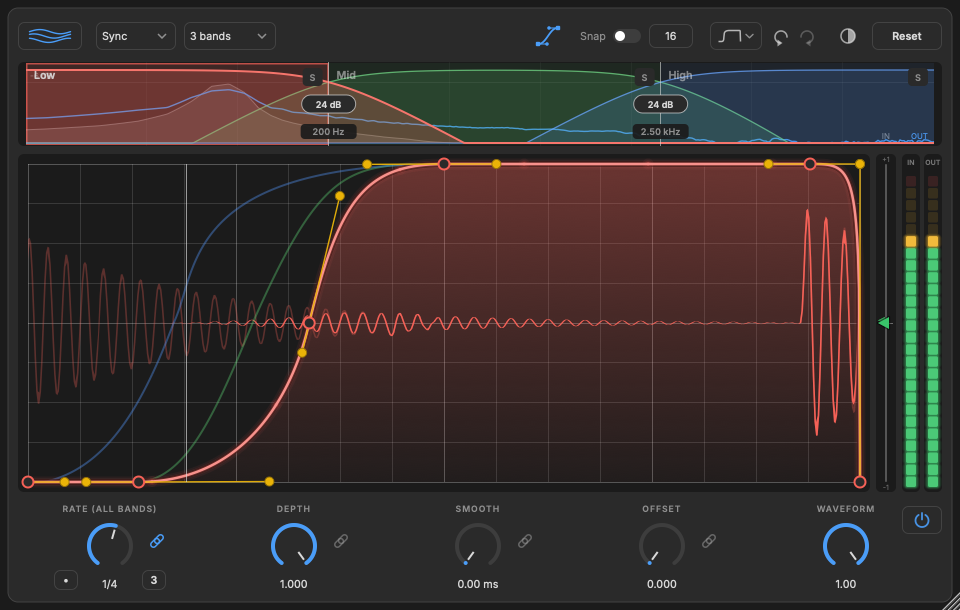 Sync
3 bands
Snap
16
Reset
Low
S
Mid
S
High
S
24 dB
24 dB
200 Hz
2.50 kHz
IN
OUT
+1
IN
OUT
-1
RATE (ALL BANDS)
DEPTH
SMOOTH
OFFSET
WAVEFORM
1/4
3
1.000
0.00 ms
0.000
1.00